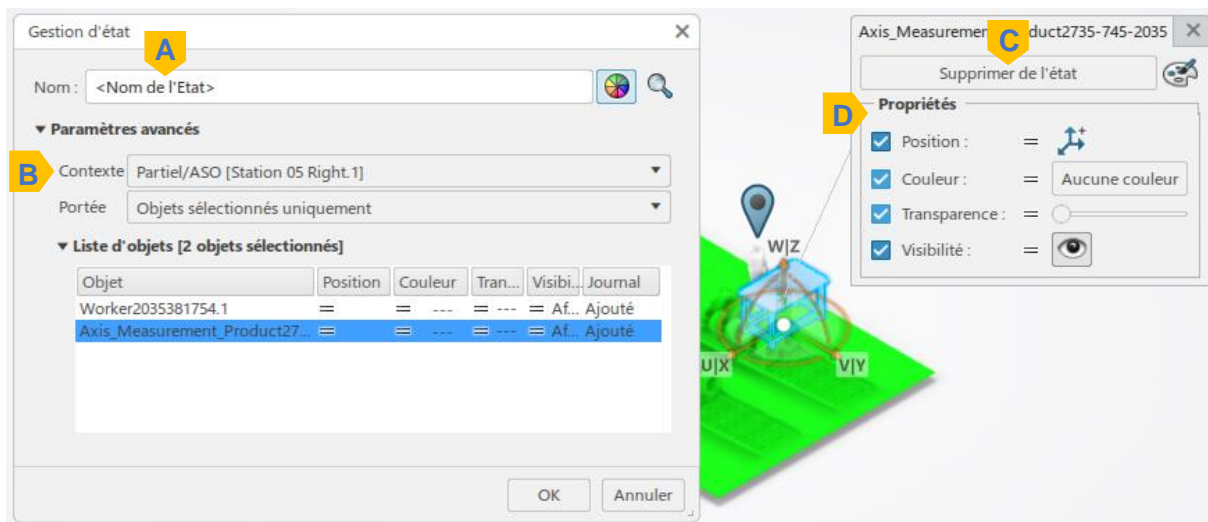 Gestion d'état
A
Nom : <Nom de l'Etat>
Paramètres avancés
B
Contexte Partiel/ASO [Station 05 Right.1]
Portée Objets sélectionnés uniquement
Liste d'objets [2 objets sélectionnés]
Objet Position Couleur Tran... Visibi... Journal
Worker2035381754.1 = = --- = --- = Af... Ajouté
Axis_Measurement_Product27... = = --- = --- = Af... Ajouté
OK Annuler
W|Z
U|X
V|Y
Axis_Measuremen duct2735-745-2035
C
Supprimer de l'état
D
Propriétés
Position : =
Couleur : = Aucune couleur
Transparence : =
Visibilité : =